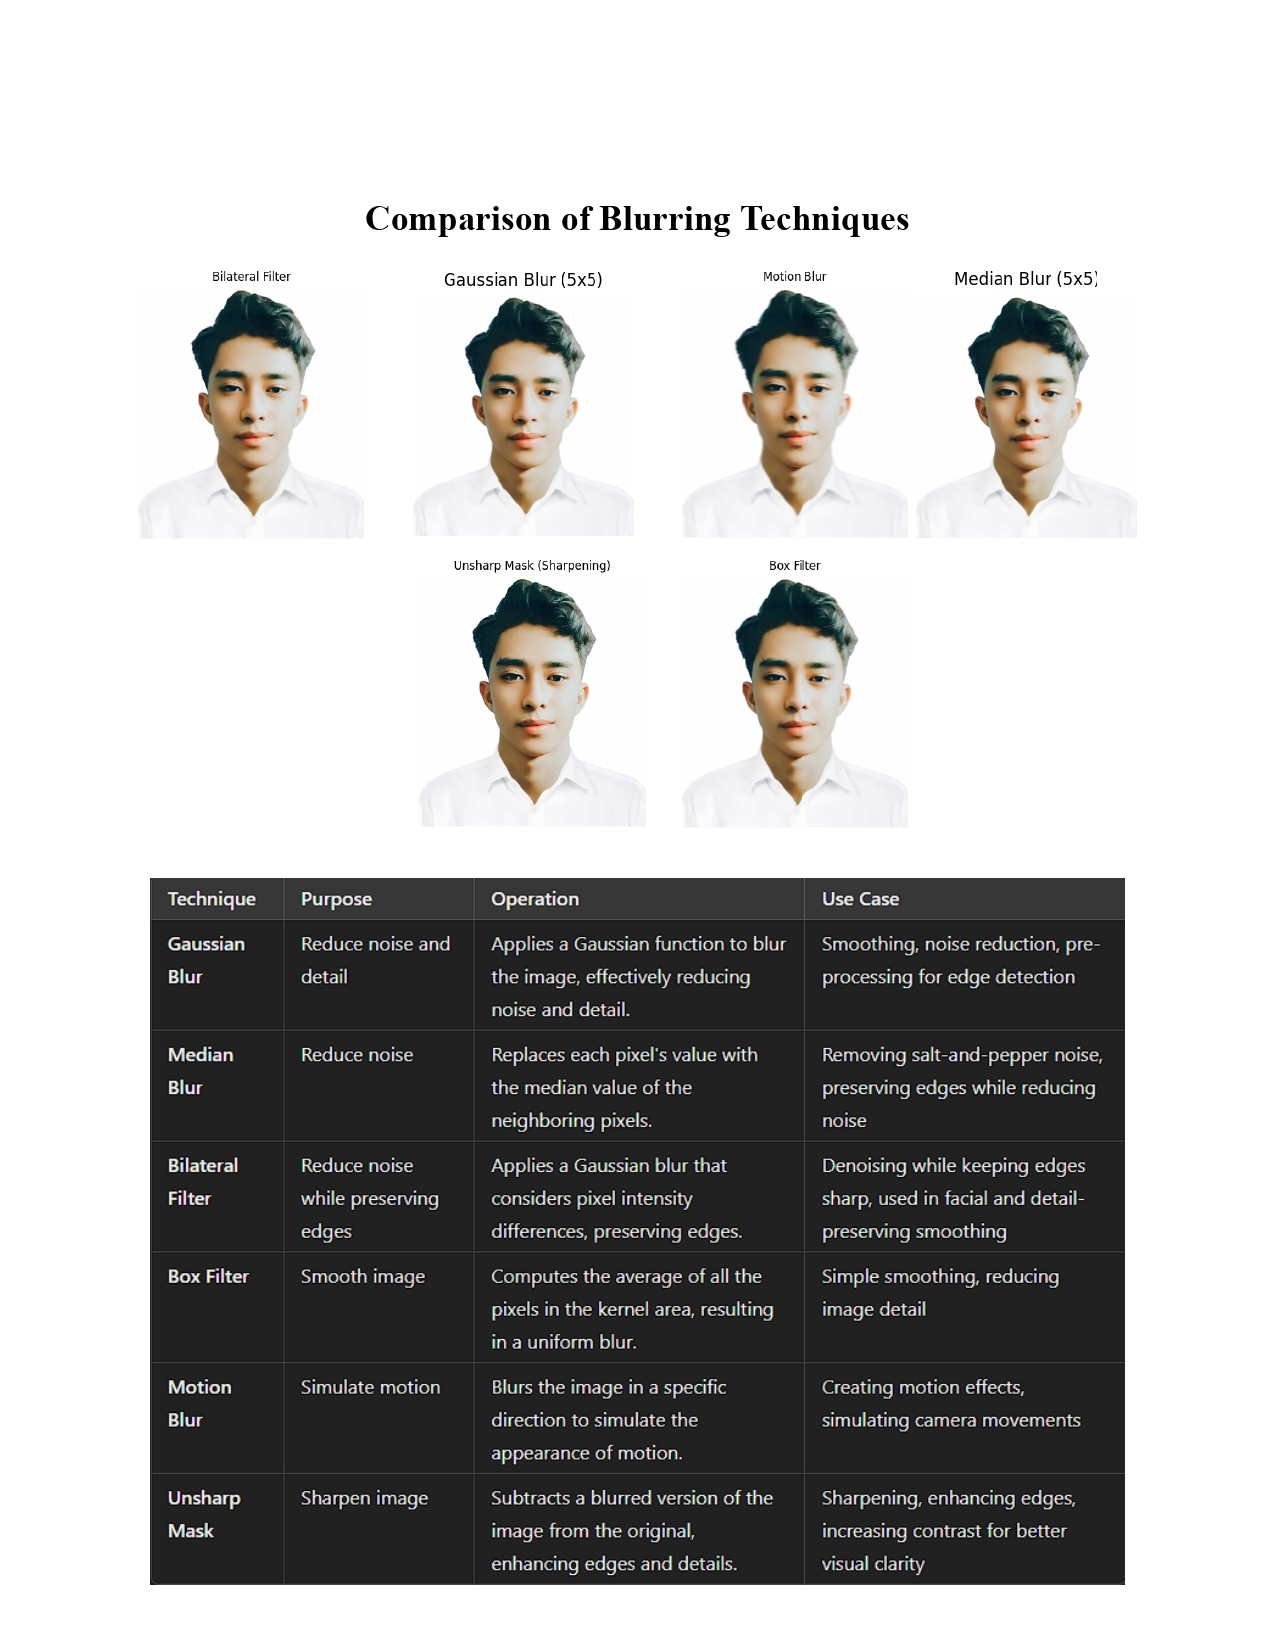 Comparison of Blurring Techniques
Bilateral Filter
Gaussian Blur (5x5)
Motion Blur
Median Blur (5x5)
Unsharp Mask (Sharpening)
Box Filter
Technique Purpose Operation Use Case
Gaussian Reduce noise and Applies a Gaussian function to blur Smoothing, noise reduction, pre-
Blur detail the image, effectively reducing processing for edge detection
noise and detail.
Median Reduce noise Replaces each pixel's value with Removing salt-and-pepper noise,
Blur the median value of the preserving edges while reducing
neighboring pixels. noise
Bilateral Reduce noise Applies a Gaussian blur that Denoising while keeping edges
Filter while preserving considers pixel intensity sharp, used in facial and detail-
edges differences, preserving edges. preserving smoothing
Box Filter Smooth image Computes the average of all the Simple smoothing, reducing
pixels in the kernel area, resulting image detail
in a uniform blur.
Motion Simulate motion Blurs the image in a specific Creating motion effects,
Blur direction to simulate the simulating camera movements
appearance of motion.
Unsharp Sharpen image Subtracts a blurred version of the Sharpening, enhancing edges,
Mask image from the original, increasing contrast for better
enhancing edges and details. visual clarity